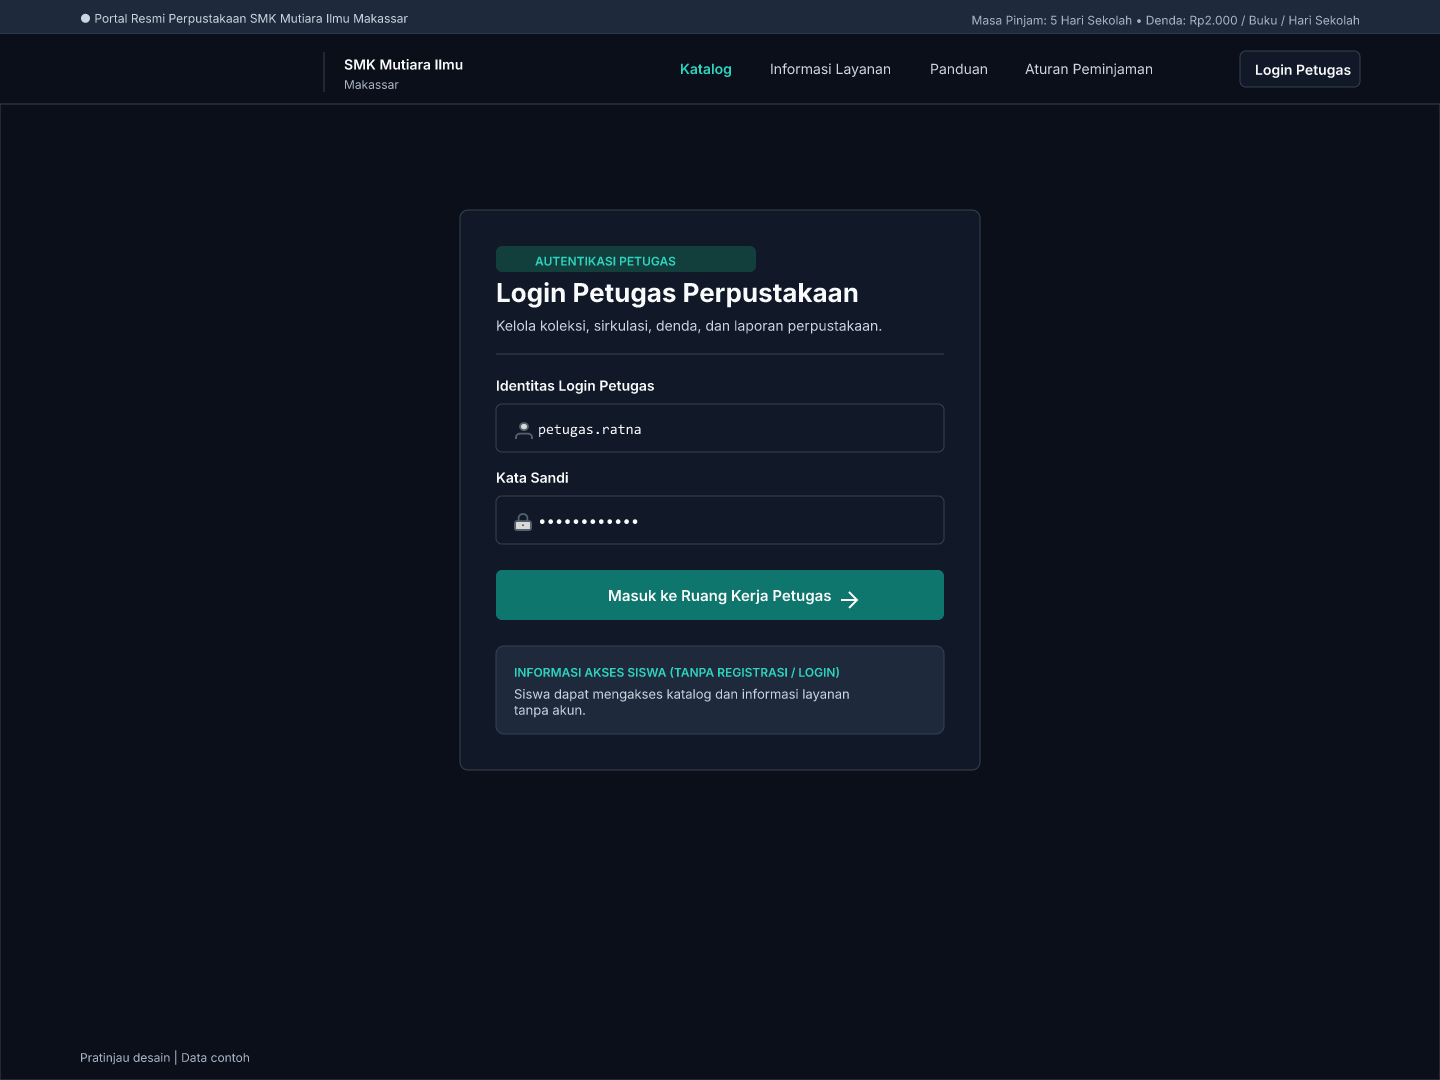 Portal Resmi Perpustakaan SMK Mutiara Ilmu Makassar
Masa Pinjam: 5 Hari Sekolah • Denda: Rp2.000 / Buku / Hari Sekolah
SMK Mutiara Ilmu
Makassar
Katalog
Informasi Layanan
Panduan
Aturan Peminjaman
Login Petugas
AUTENTIKASI PETUGAS
Login Petugas Perpustakaan
Kelola koleksi, sirkulasi, denda, dan laporan perpustakaan.
Identitas Login Petugas
petugas.ratna
Kata Sandi
••••••••••••
Masuk ke Ruang Kerja Petugas →
INFORMASI AKSES SISWA (TANPA REGISTRASI / LOGIN)
Siswa dapat mengakses katalog dan informasi layanan
tanpa akun.
Pratinjau desain | Data contoh